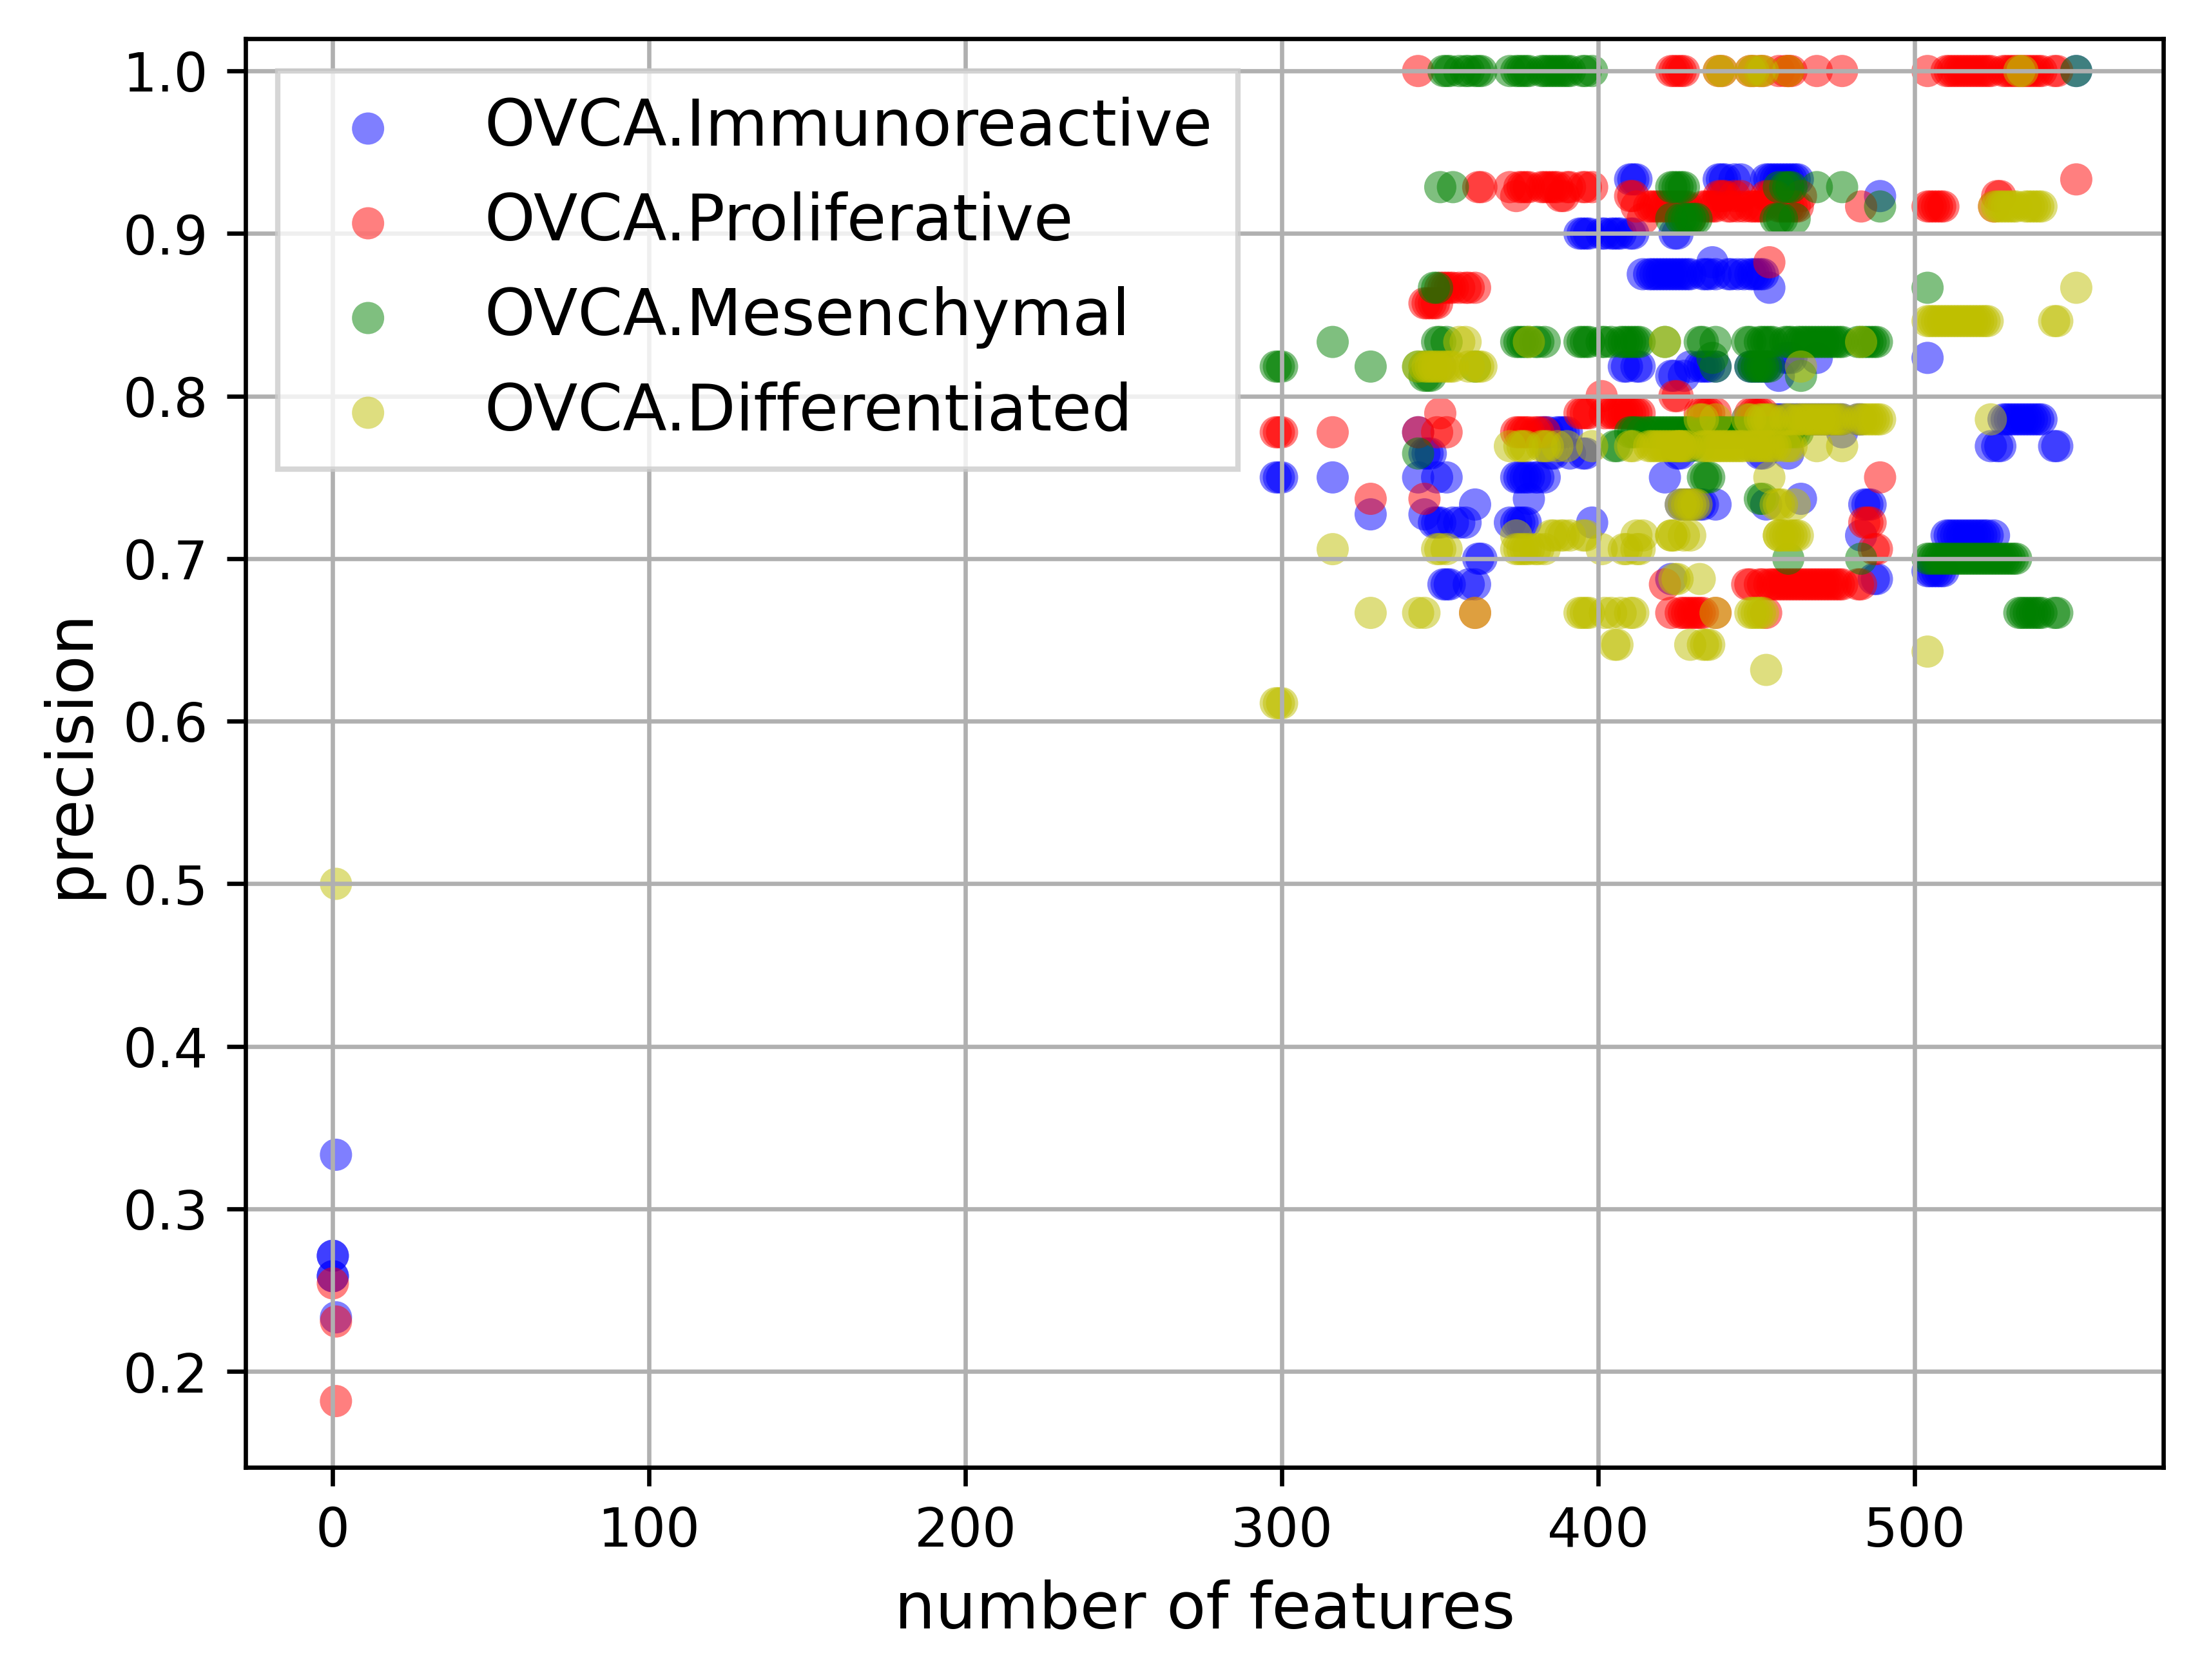 1.0
0.9
0.8
0.7
0.6
0.5
0.4
0.3
0.2
precision
OVCA.Immunoreactive
OVCA.Proliferative
OVCA.Mesenchymal
OVCA.Differentiated
0 100 200 300 400 500
number of features